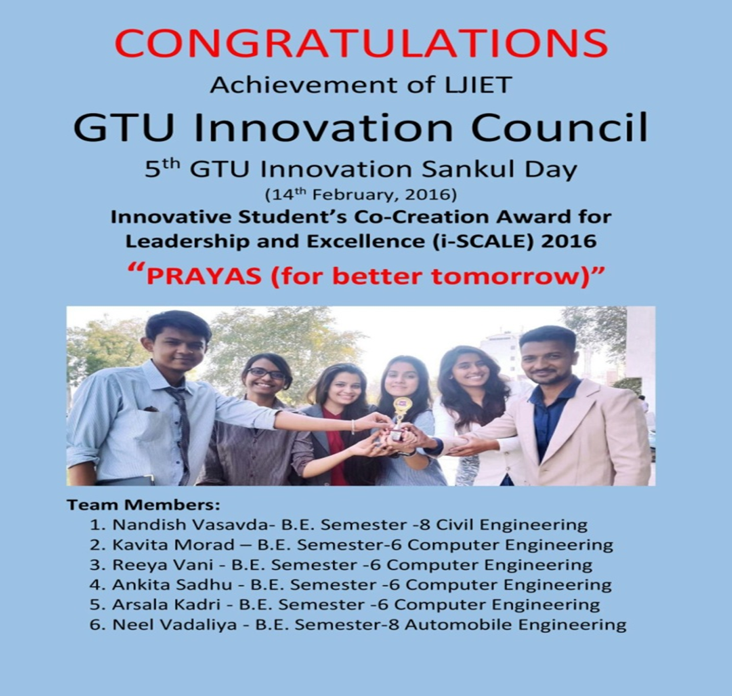 CONGRATULATIONS
Achievement of LJIET
GTU Innovation Council
5th GTU Innovation Sankul Day
(14th February, 2016)
Innovative Student’s Co-Creation Award for
Leadership and Excellence (i-SCALE) 2016
“PRAYAS (for better tomorrow)”
Team Members:
1. Nandish Vasavda- B.E. Semester -8 Civil Engineering
2. Kavita Morad – B.E. Semester-6 Computer Engineering
3. Reeya Vani - B.E. Semester -6 Computer Engineering
4. Ankita Sadhu - B.E. Semester -6 Computer Engineering
5. Arsala Kadri - B.E. Semester -6 Computer Engineering
6. Neel Vadaliya - B.E. Semester-8 Automobile Engineering